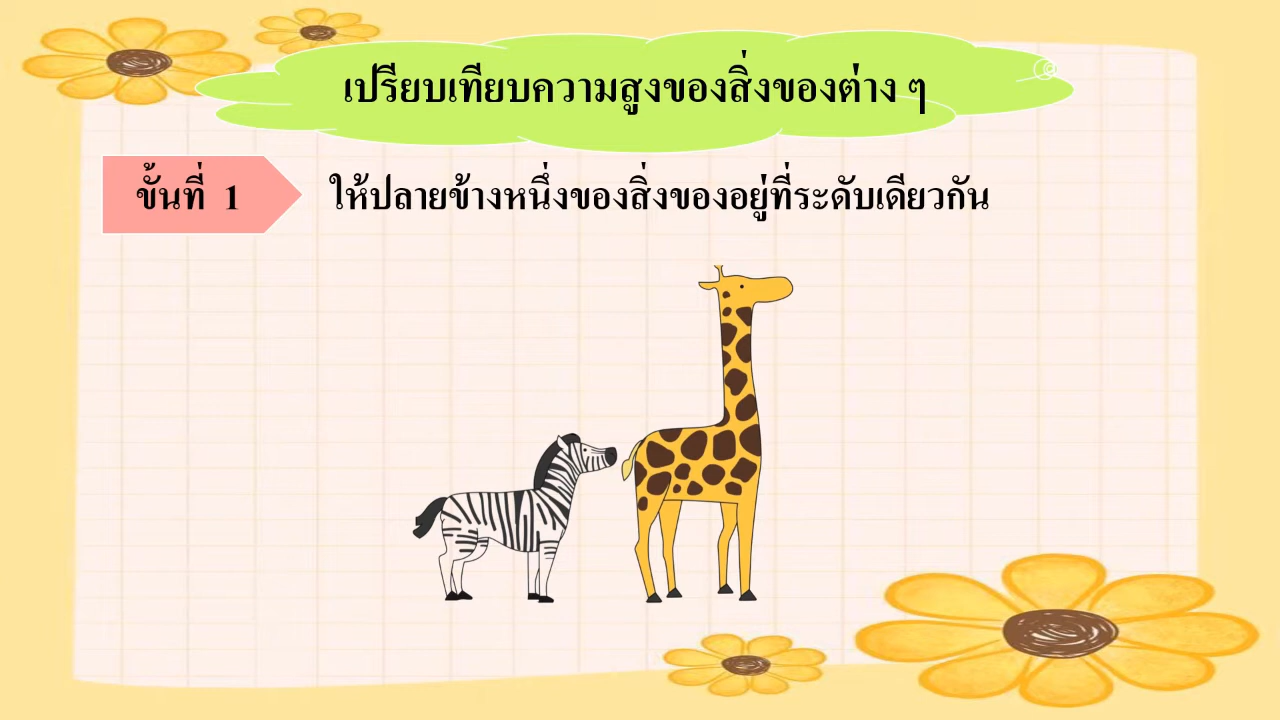 เปรียบเทียบความสูงของสิ่งของต่าง ๆ
ขั้นที่ 1
ให้ปลายข้างหนึ่งของสิ่งของอยู่ที่ระดับเดียวกัน